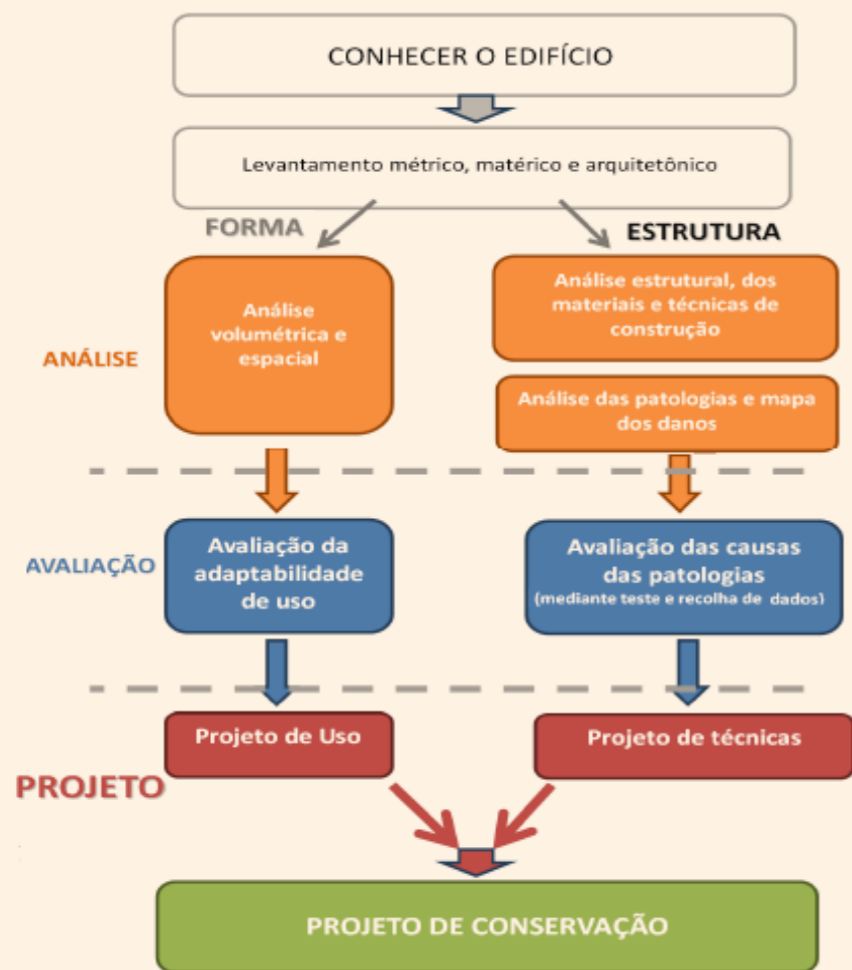 CONHECER O EDIFÍCIO
Levantamento métrico, matérico e arquitetônico
FORMA
ESTRUTURA
ANÁLISE
Análise
volumétrica e
espacial
Análise estrutural, dos
materiais e técnicas de
construção
Análise das patologias e mapa
dos danos
AVALIAÇÃO
Avaliação da
adaptabilidade
de uso
Avaliação das causas
das patologias
(mediante teste e recolha de dados)
PROJETO
Projeto de Uso
Projeto de técnicas
PROJETO DE CONSERVAÇÃO